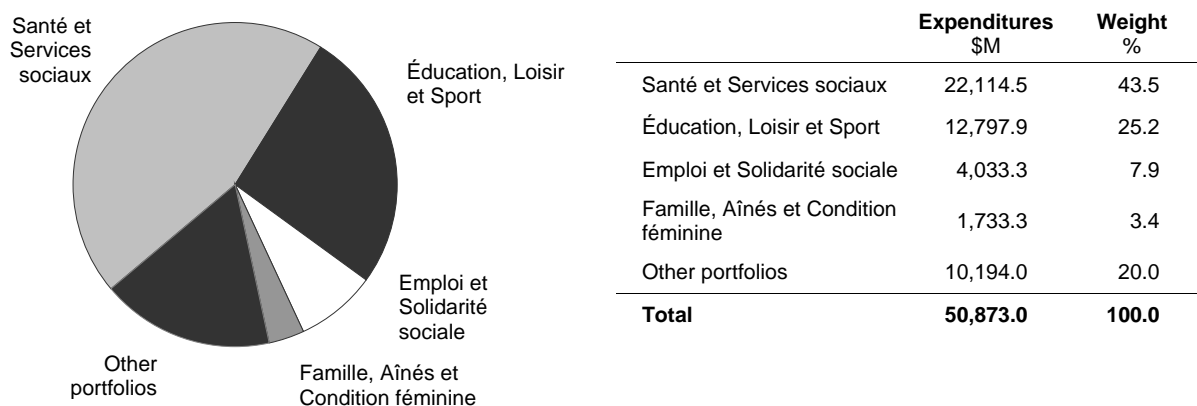 Santé et
Services
sociaux
Éducation, Loisir
et Sport
Emploi et
Solidarité
sociale
Other
portfolios
Famille, Aînés et
Condition féminine
Expenditures Weight
$M %
Santé et Services sociaux 22,114.5 43.5
Éducation, Loisir et Sport 12,797.9 25.2
Emploi et Solidarité sociale 4,033.3 7.9
Famille, Aînés et Condition
féminine 1,733.3 3.4
Other portfolios 10,194.0 20.0
Total 50,873.0 100.0